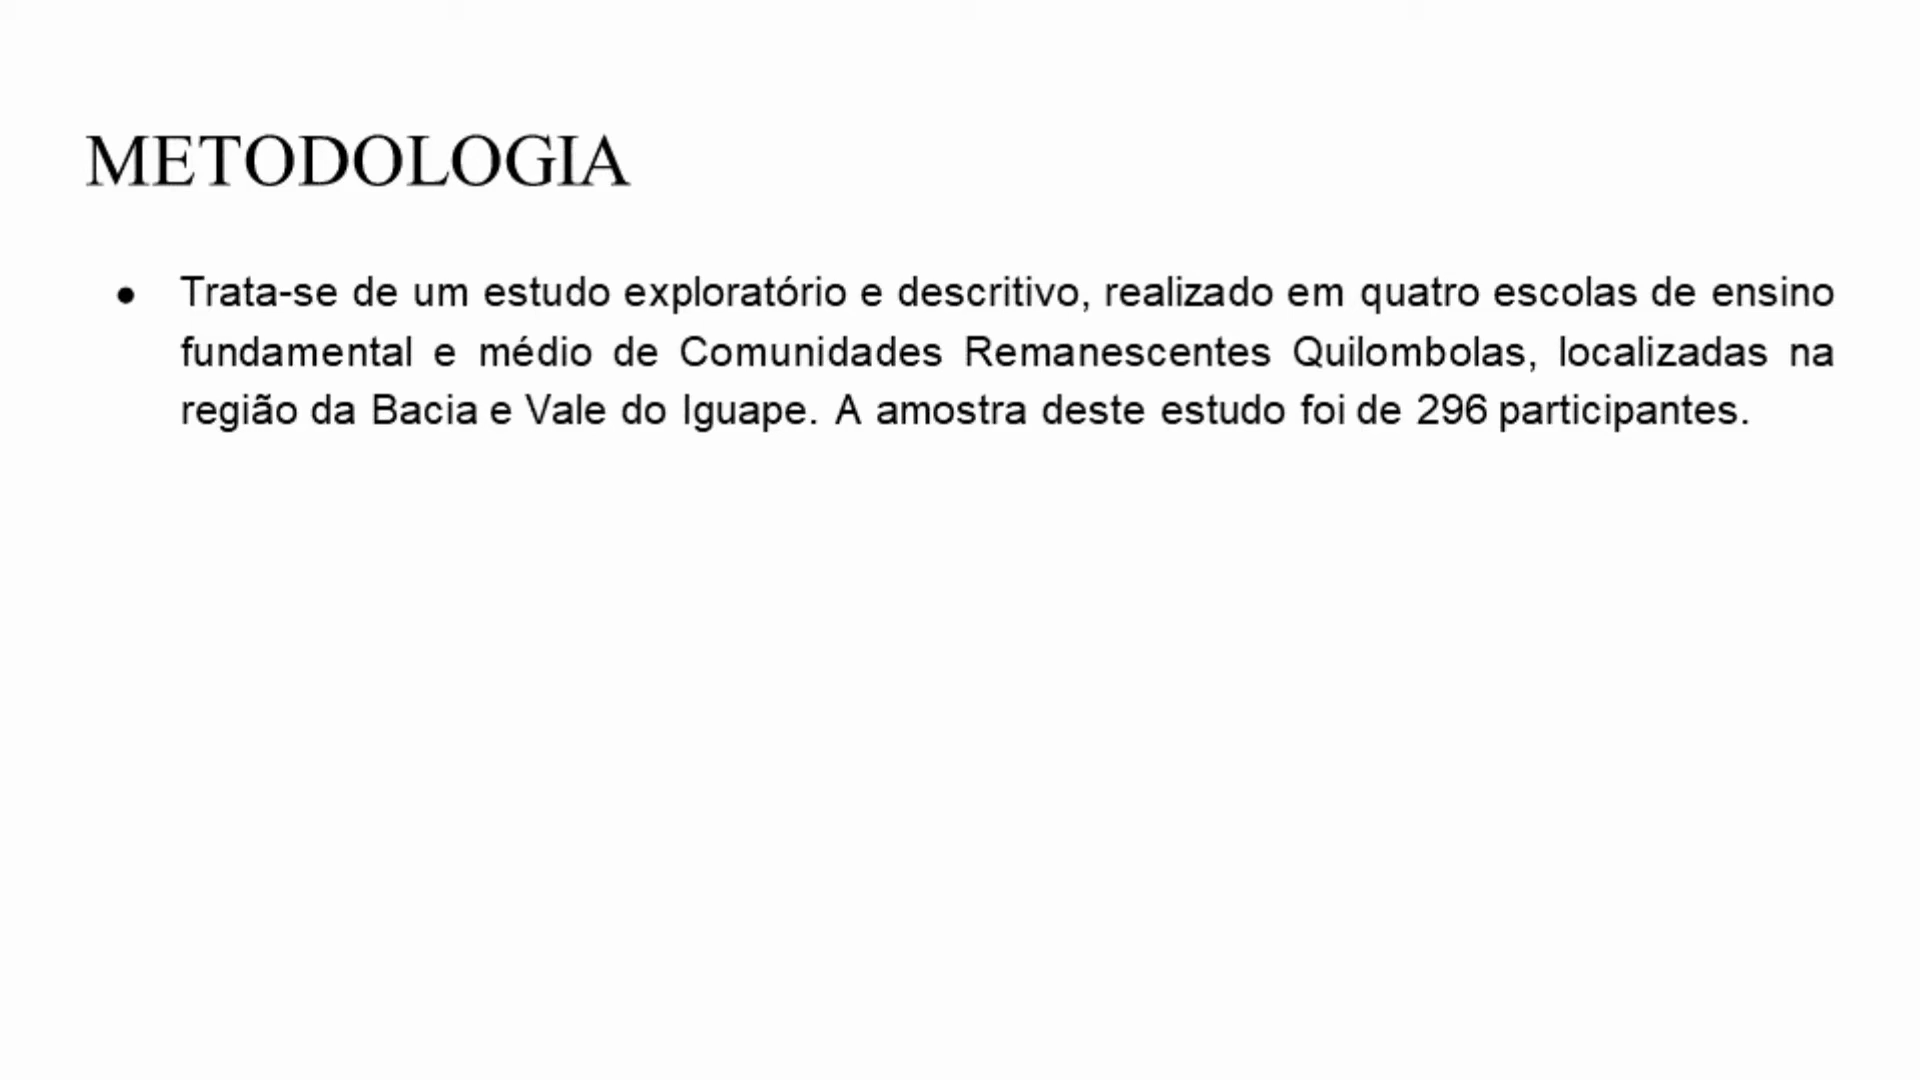 METODOLOGIA
● Trata-se de um estudo exploratório e descritivo, realizado em quatro escolas de ensino
fundamental e médio de Comunidades Remanescentes Quilombolas, localizadas na
região da Bacia e Vale do Iguape. A amostra deste estudo foi de 296 participantes.